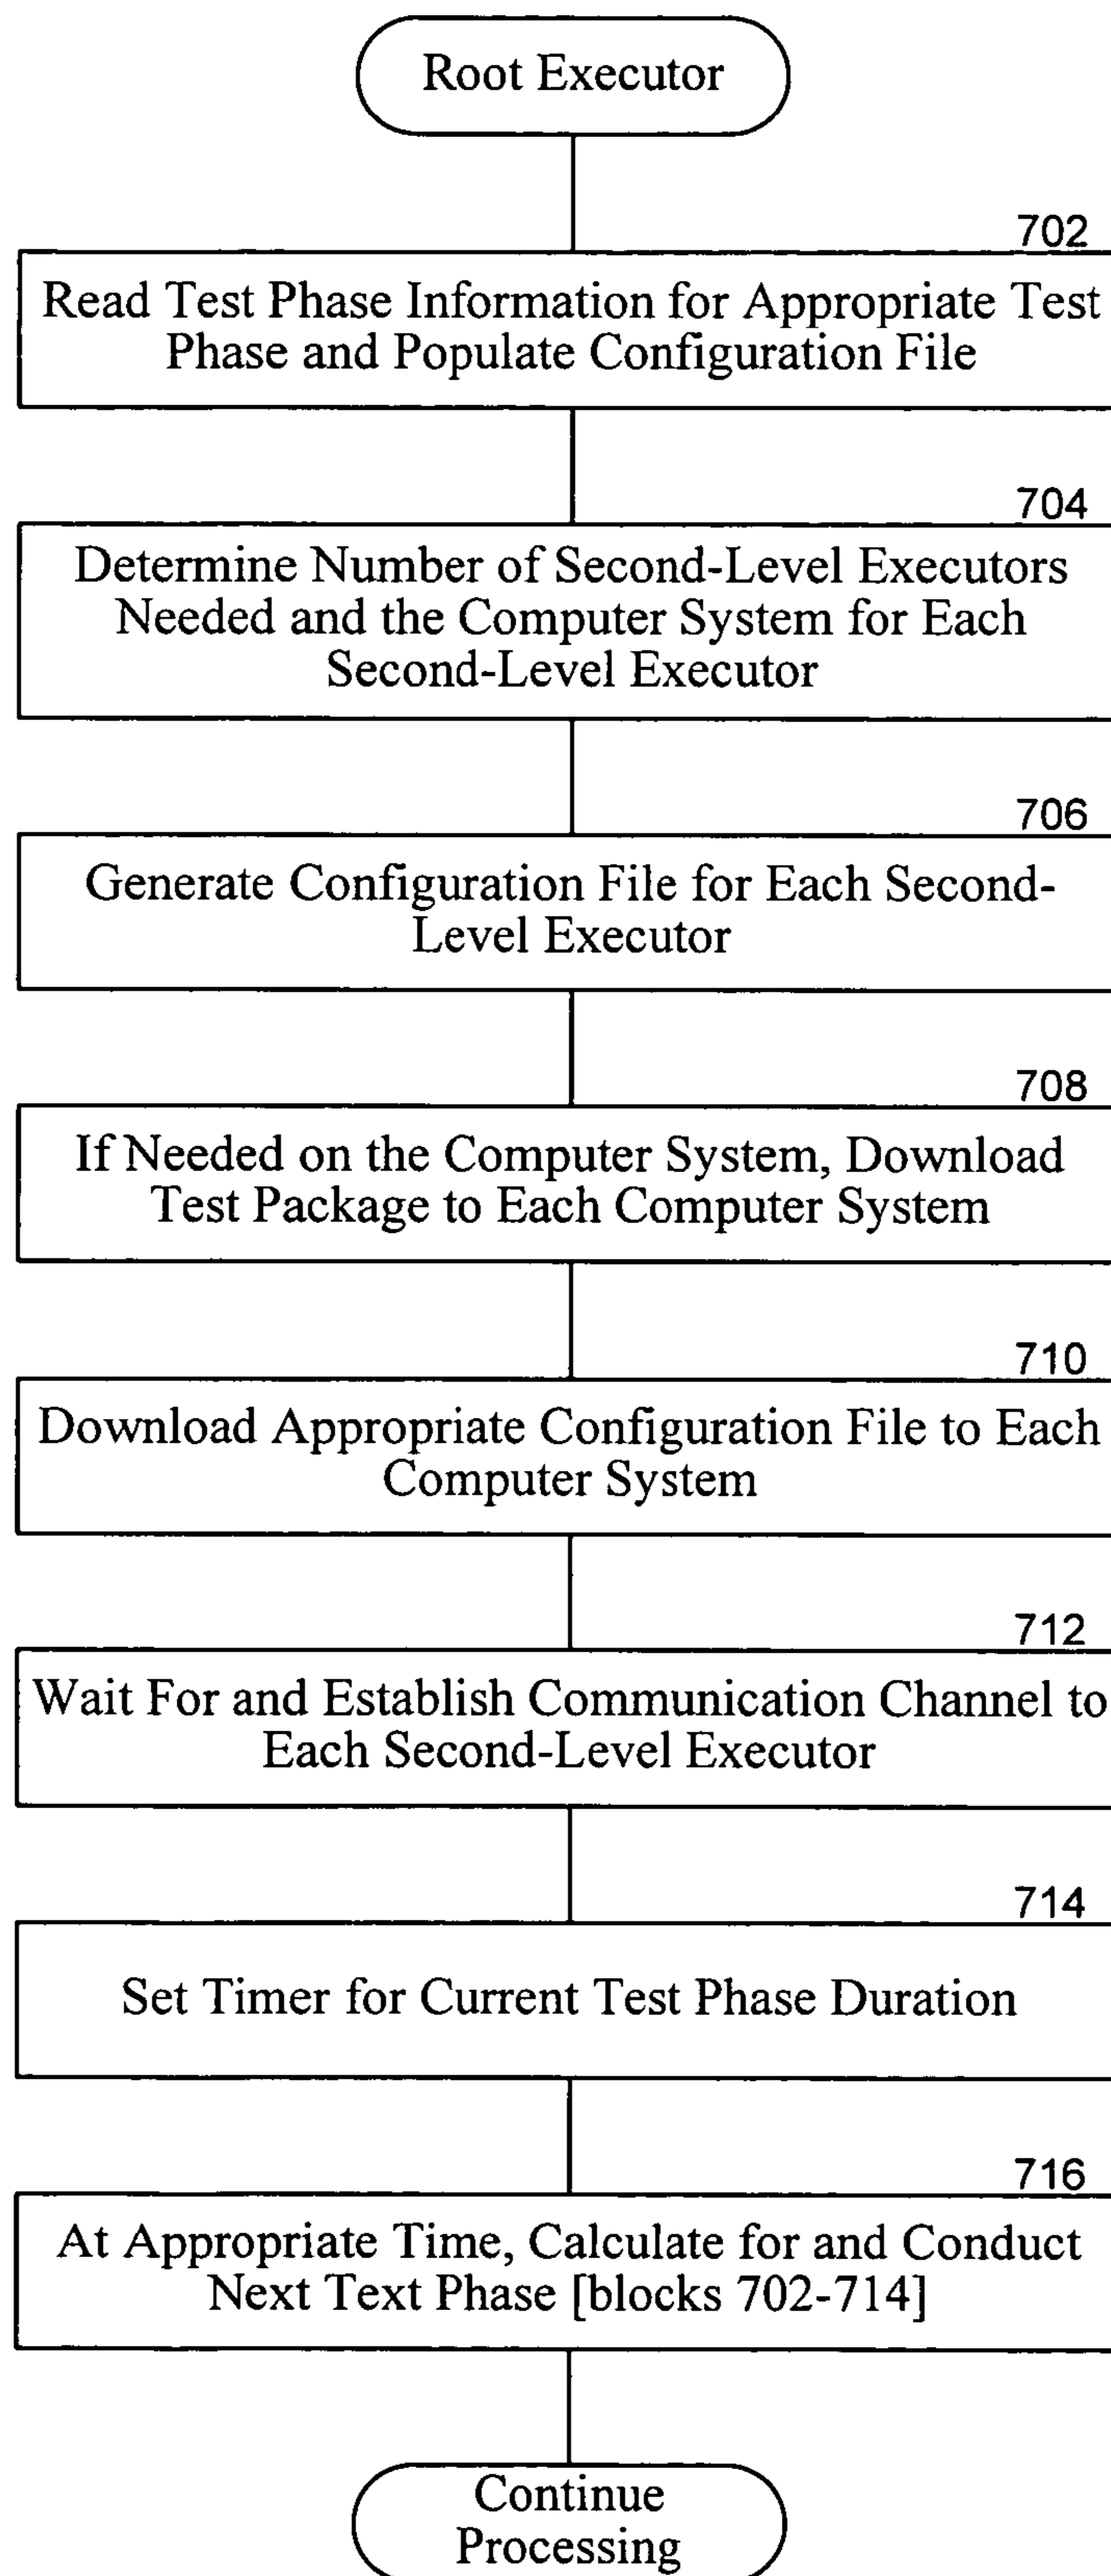 Root Executor
702
Read Test Phase Information for Appropriate Test
Phase and Populate Configuration File
704
Determine Number of Second-Level Executors
Needed and the Computer System for Each
Second-Level Executor
706
Generate Configuration File for Each Second-
Level Executor
708
If Needed on the Computer System, Download
Test Package to Each Computer System
710
Download Appropriate Configuration File to Each
Computer System
712
Wait For and Establish Communication Channel to
Each Second-Level Executor
714
Set Timer for Current Test Phase Duration
716
At Appropriate Time, Calculate for and Conduct
Next Text Phase [blocks 702-714]
Continue
Processing